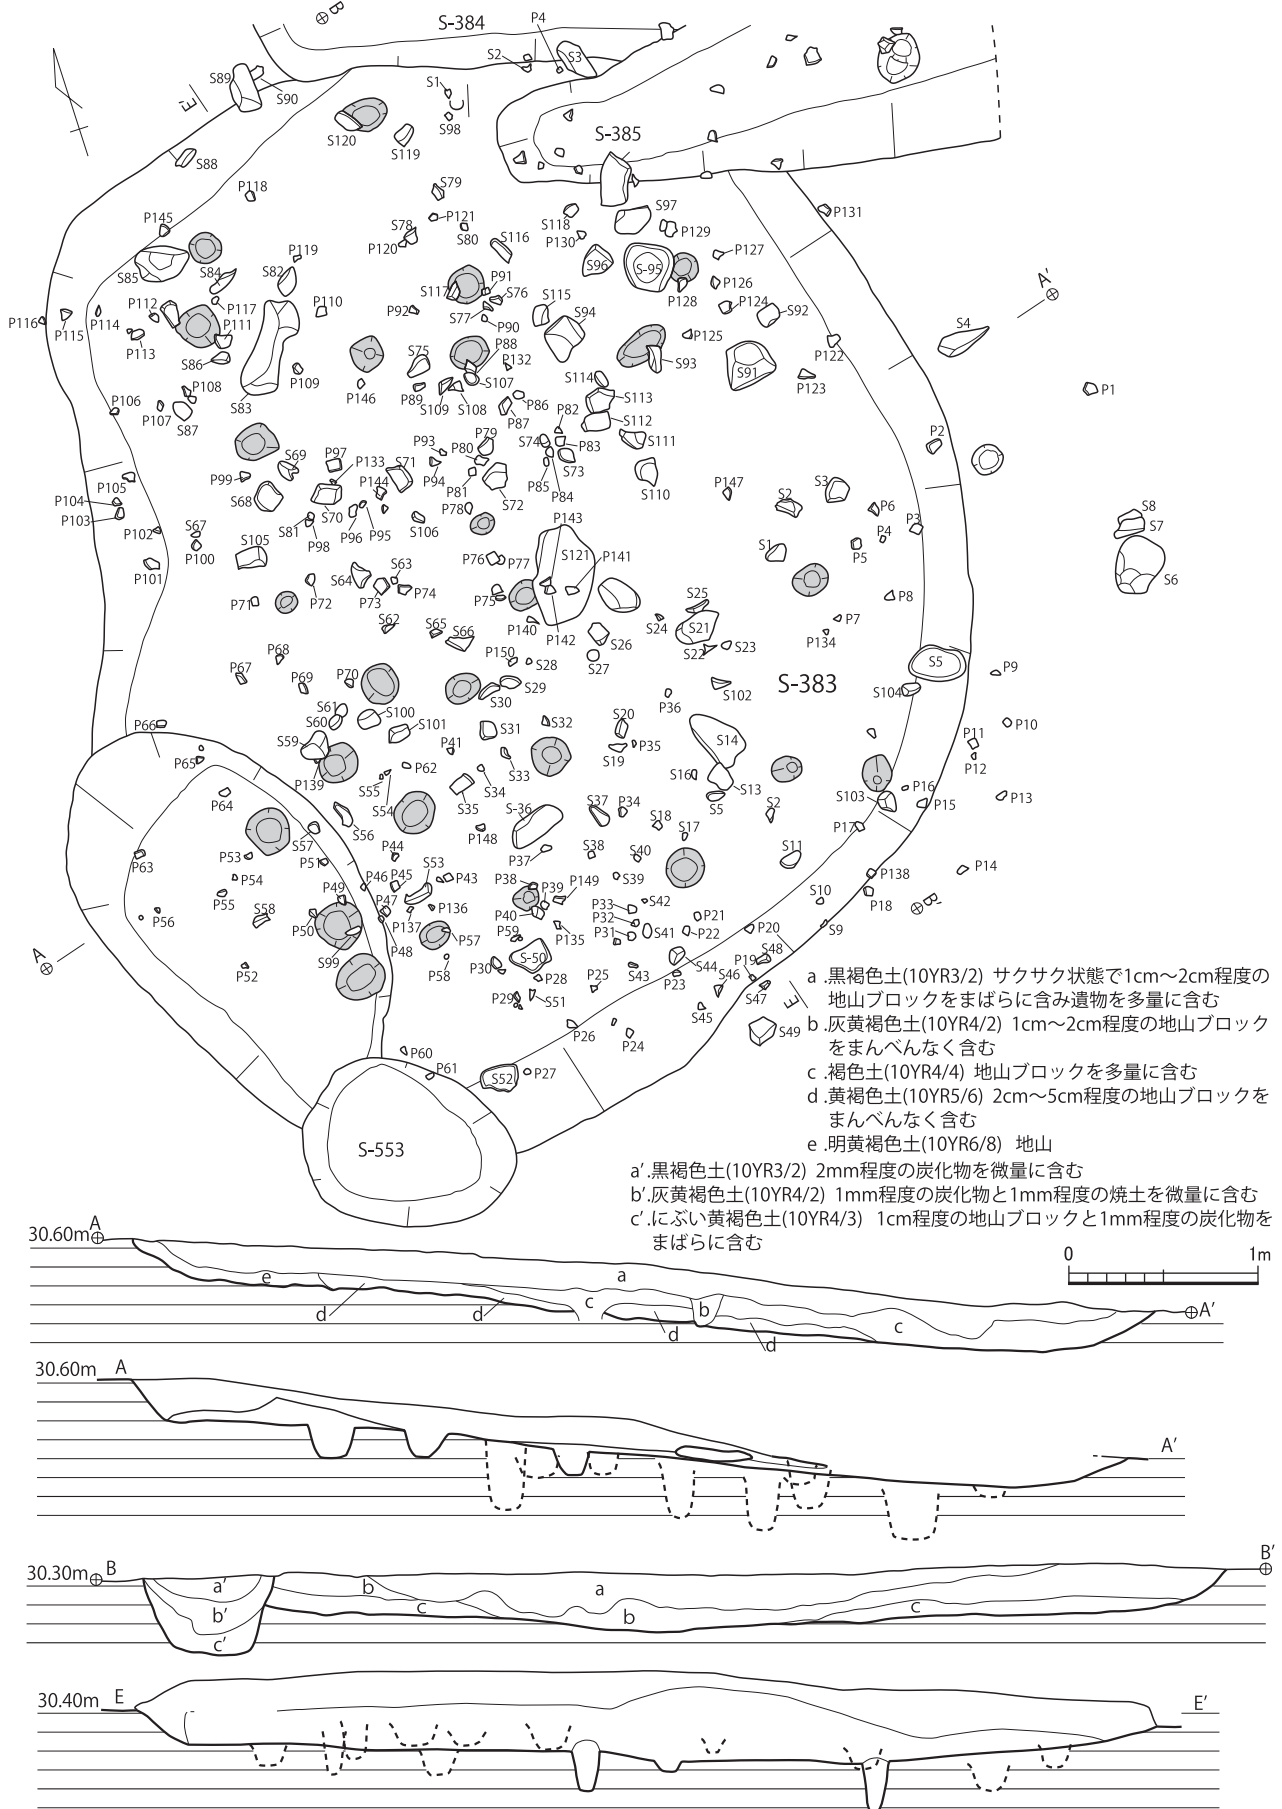 B
S-384
P4
S2
S3
S89
S90
E'
S1
C
S98
S120
S119
S-385
S88
P118
S79
P145
S78
P121
S80
P120
S118
S97
P130
P129
P131
S116
P119
S85
S84
S82
S96
S-95
P127
P126
A'
P128
S117
P91
S76
S77
P90
P112
P117
P111
P110
P92
S115
S94
P124
S92
P116
P115
P114
P113
S86
P88
P132
S93
P125
P122
S4
S75
S107
S91
P123
P1
P109
S83
P146
P89
S109
S108
S114
S113
P86
P87
P108
P106
P107
S87
P82
S112
S74
P83
S73
S111
P2
P79
P93
P80
P94
P81
S72
P85
P84
S110
S69
P97
P133
S71
P144
P99
S68
S70
P105
P104
P103
P78
P147
S2
S3
P6
P4
P3
S8
S7
S6
S67
P102
P100
S81
P98
P96
P95
S106
P143
S121
P141
S1
P5
S105
P101
S64
S63
P76
P77
P71
P72
P73
P74
P75
P8
S25
S24
S21
P7
P134
S62
S65
S66
P140
P142
S26
S22
S23
P68
P150
S28
S27
S5
P67
P69
P70
S29
S30
S102
S-383
S104
P9
P36
S61
S60
S100
S101
S31
S32
S20
P35
S19
S14
P10
P11
P12
P66
S59
P41
S33
P65
P139
P62
S34
S16
S13
P64
S55
S54
S35
S5
S103
P16
P15
P13
S56
S-36
S37
P34
S18
S2
P17
S57
P148
S17
P63
P53
P51
P44
P37
S38
S40
S11
P54
P46
P45
S53
P43
P38
S39
P138
P14
P55
P49
P47
P136
P39
P149
S42
S10
P18
B'
P56
S58
P50
P137
P40
P33
P32
P31
P21
P22
S9
P48
P57
P135
S41
P20
A
S99
P59
S-50
P52
P58
P30
P28
P25
S43
S44
P23
P19
S48
S46
S47
P29
S51
S45
E
S49
P26
P24
P60
P61
S52
P27
S-553
a .黒褐色土(10YR3/2) サクサク状態で1cm～2cm程度の
地山ブロックをまばらに含み遺物を多量に含む
b .灰黄褐色土(10YR4/2) 1cm～2cm程度の地山ブロック
をまんべんなく含む
c .褐色土(10YR4/4) 地山ブロックを多量に含む
d .黄褐色土(10YR5/6) 2cm～5cm程度の地山ブロックを
まんべんなく含む
e .明黄褐色土(10YR6/8) 地山
a’.黒褐色土(10YR3/2) 2mm程度の炭化物を微量に含む
b’.灰黄褐色土(10YR4/2) 1mm程度の炭化物と1mm程度の焼土を微量に含む
c’.にぶい黄褐色土(10YR4/3) 1cm程度の地山ブロックと1mm程度の炭化物を
まばらに含む
0 1m
30.60m A
e a
d d c d b d c
A’
30.60m A
A’
30.30m B
B’
a’ b a
b’ c b c
c’
30.40m E
E’